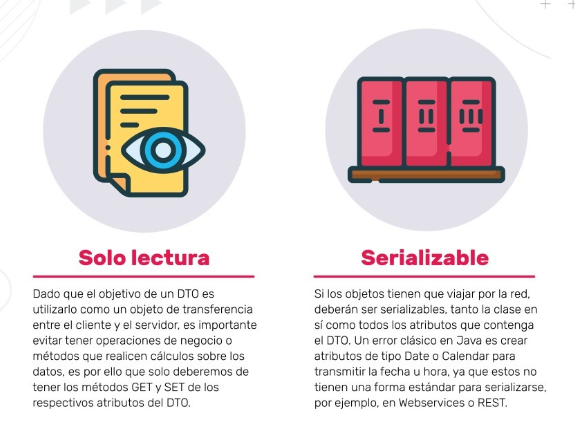 Solo lectura
Dado que el objetivo de un DTO es
utilizarlo como un objeto de transferencia
entre el cliente y el servidor, es importante
evitar tener operaciones de negocio o
métodos que realicen cálculos sobre los
datos, es por ello que solo deberemos de
tener los métodos GET y SET de los
respectivos atributos del DTO.
I II III
Serializable
Si los objetos tienen que viajar por la red,
deberán ser serializables, tanto la clase en
sí como todos los atributos que contenga
el DTO. Un error clásico en Java es crear
atributos de tipo Date o Calendar para
transmitir la fecha u hora, ya que estos no
tienen una forma estándar para serializarse,
por ejemplo, en Webservices o REST.